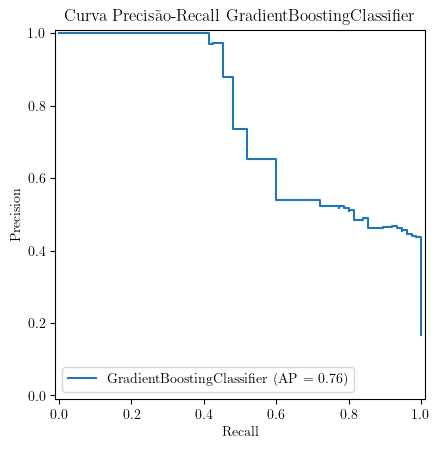 Curva Precisão-Recall GradientBoostingClassifier
1.0
0.8
0.6
0.4
0.2
0.0
Precision
GradientBoostingClassifier (AP = 0.76)
0.0 0.2 0.4 0.6 0.8 1.0
Recall